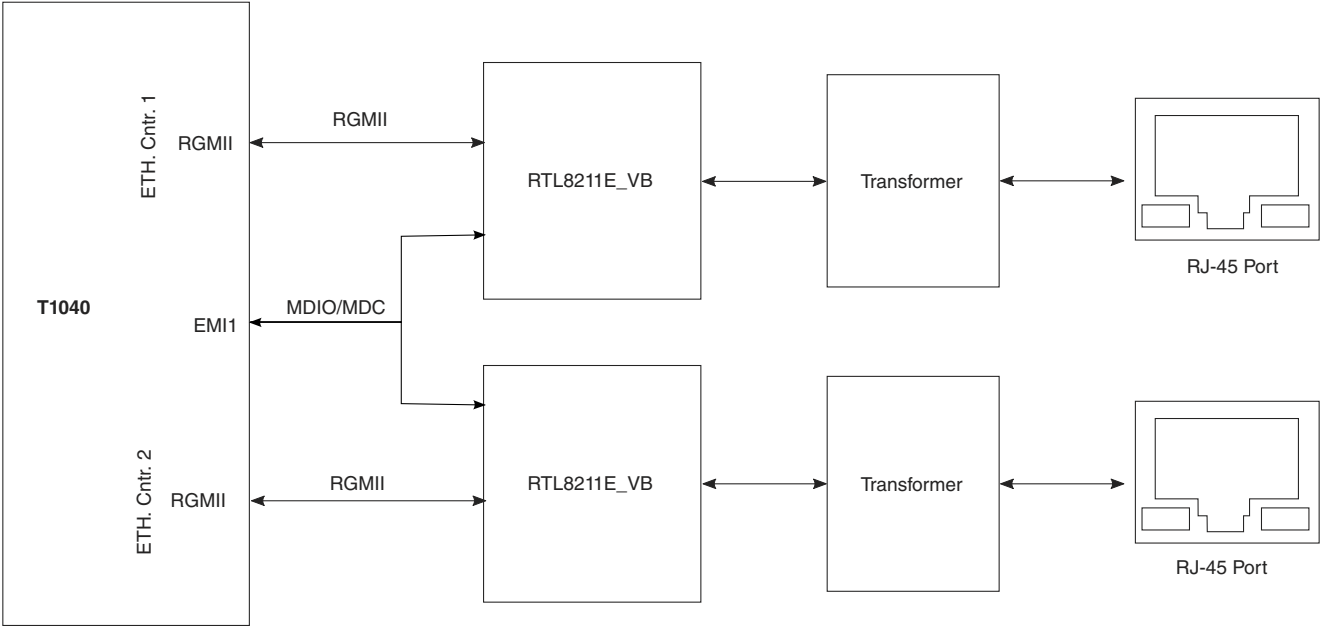 ETH. Cntr. 1
RGMII
RGMII
RTL8211E_VB
Transformer
RJ-45 Port
T1040
EMI1
MDIO/MDC
ETH. Cntr. 2
RGMII
RGMII
RTL8211E_VB
Transformer
RJ-45 Port